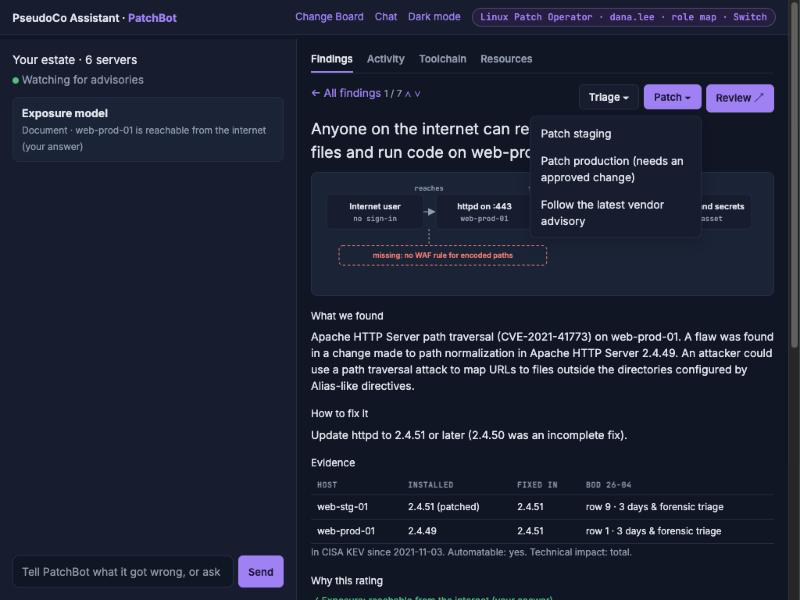 PseudoCo Assistant · PatchBot
Change Board Chat Dark mode Linux Patch Operator · dana.lee · role map · Switch
Your estate · 6 servers
Watching for advisories
Exposure model
Document · web-prod-01 is reachable from the internet
(your answer)
Tell PatchBot what it got wrong, or ask
Send
Findings Activity Toolchain Resources
← All findings 1 / 7 ∧ ∨
Triage Patch Review ↗
Patch staging
Patch production (needs an
approved change)
Follow the latest vendor
advisory
Anyone on the internet can re
files and run code on web-pro
reaches
Internet user
no sign-in
httpd on :443
web-prod-01
nd secrets
asset
missing: no WAF rule for encoded paths
What we found
Apache HTTP Server path traversal (CVE-2021-41773) on web-prod-01. A flaw was found
in a change made to path normalization in Apache HTTP Server 2.4.49. An attacker could
use a path traversal attack to map URLs to files outside the directories configured by
Alias-like directives.
How to fix it
Update httpd to 2.4.51 or later (2.4.50 was an incomplete fix).
Evidence
HOST INSTALLED FIXED IN BOD 26-04
web-stg-01 2.4.51 (patched) 2.4.51 row 9 · 3 days & forensic triage
web-prod-01 2.4.49 2.4.51 row 1 · 3 days & forensic triage
In CISA KEV since 2021-11-03. Automatable: yes. Technical impact: total.
Why this rating
✓ Exposure: reachable from the internet (your answer)